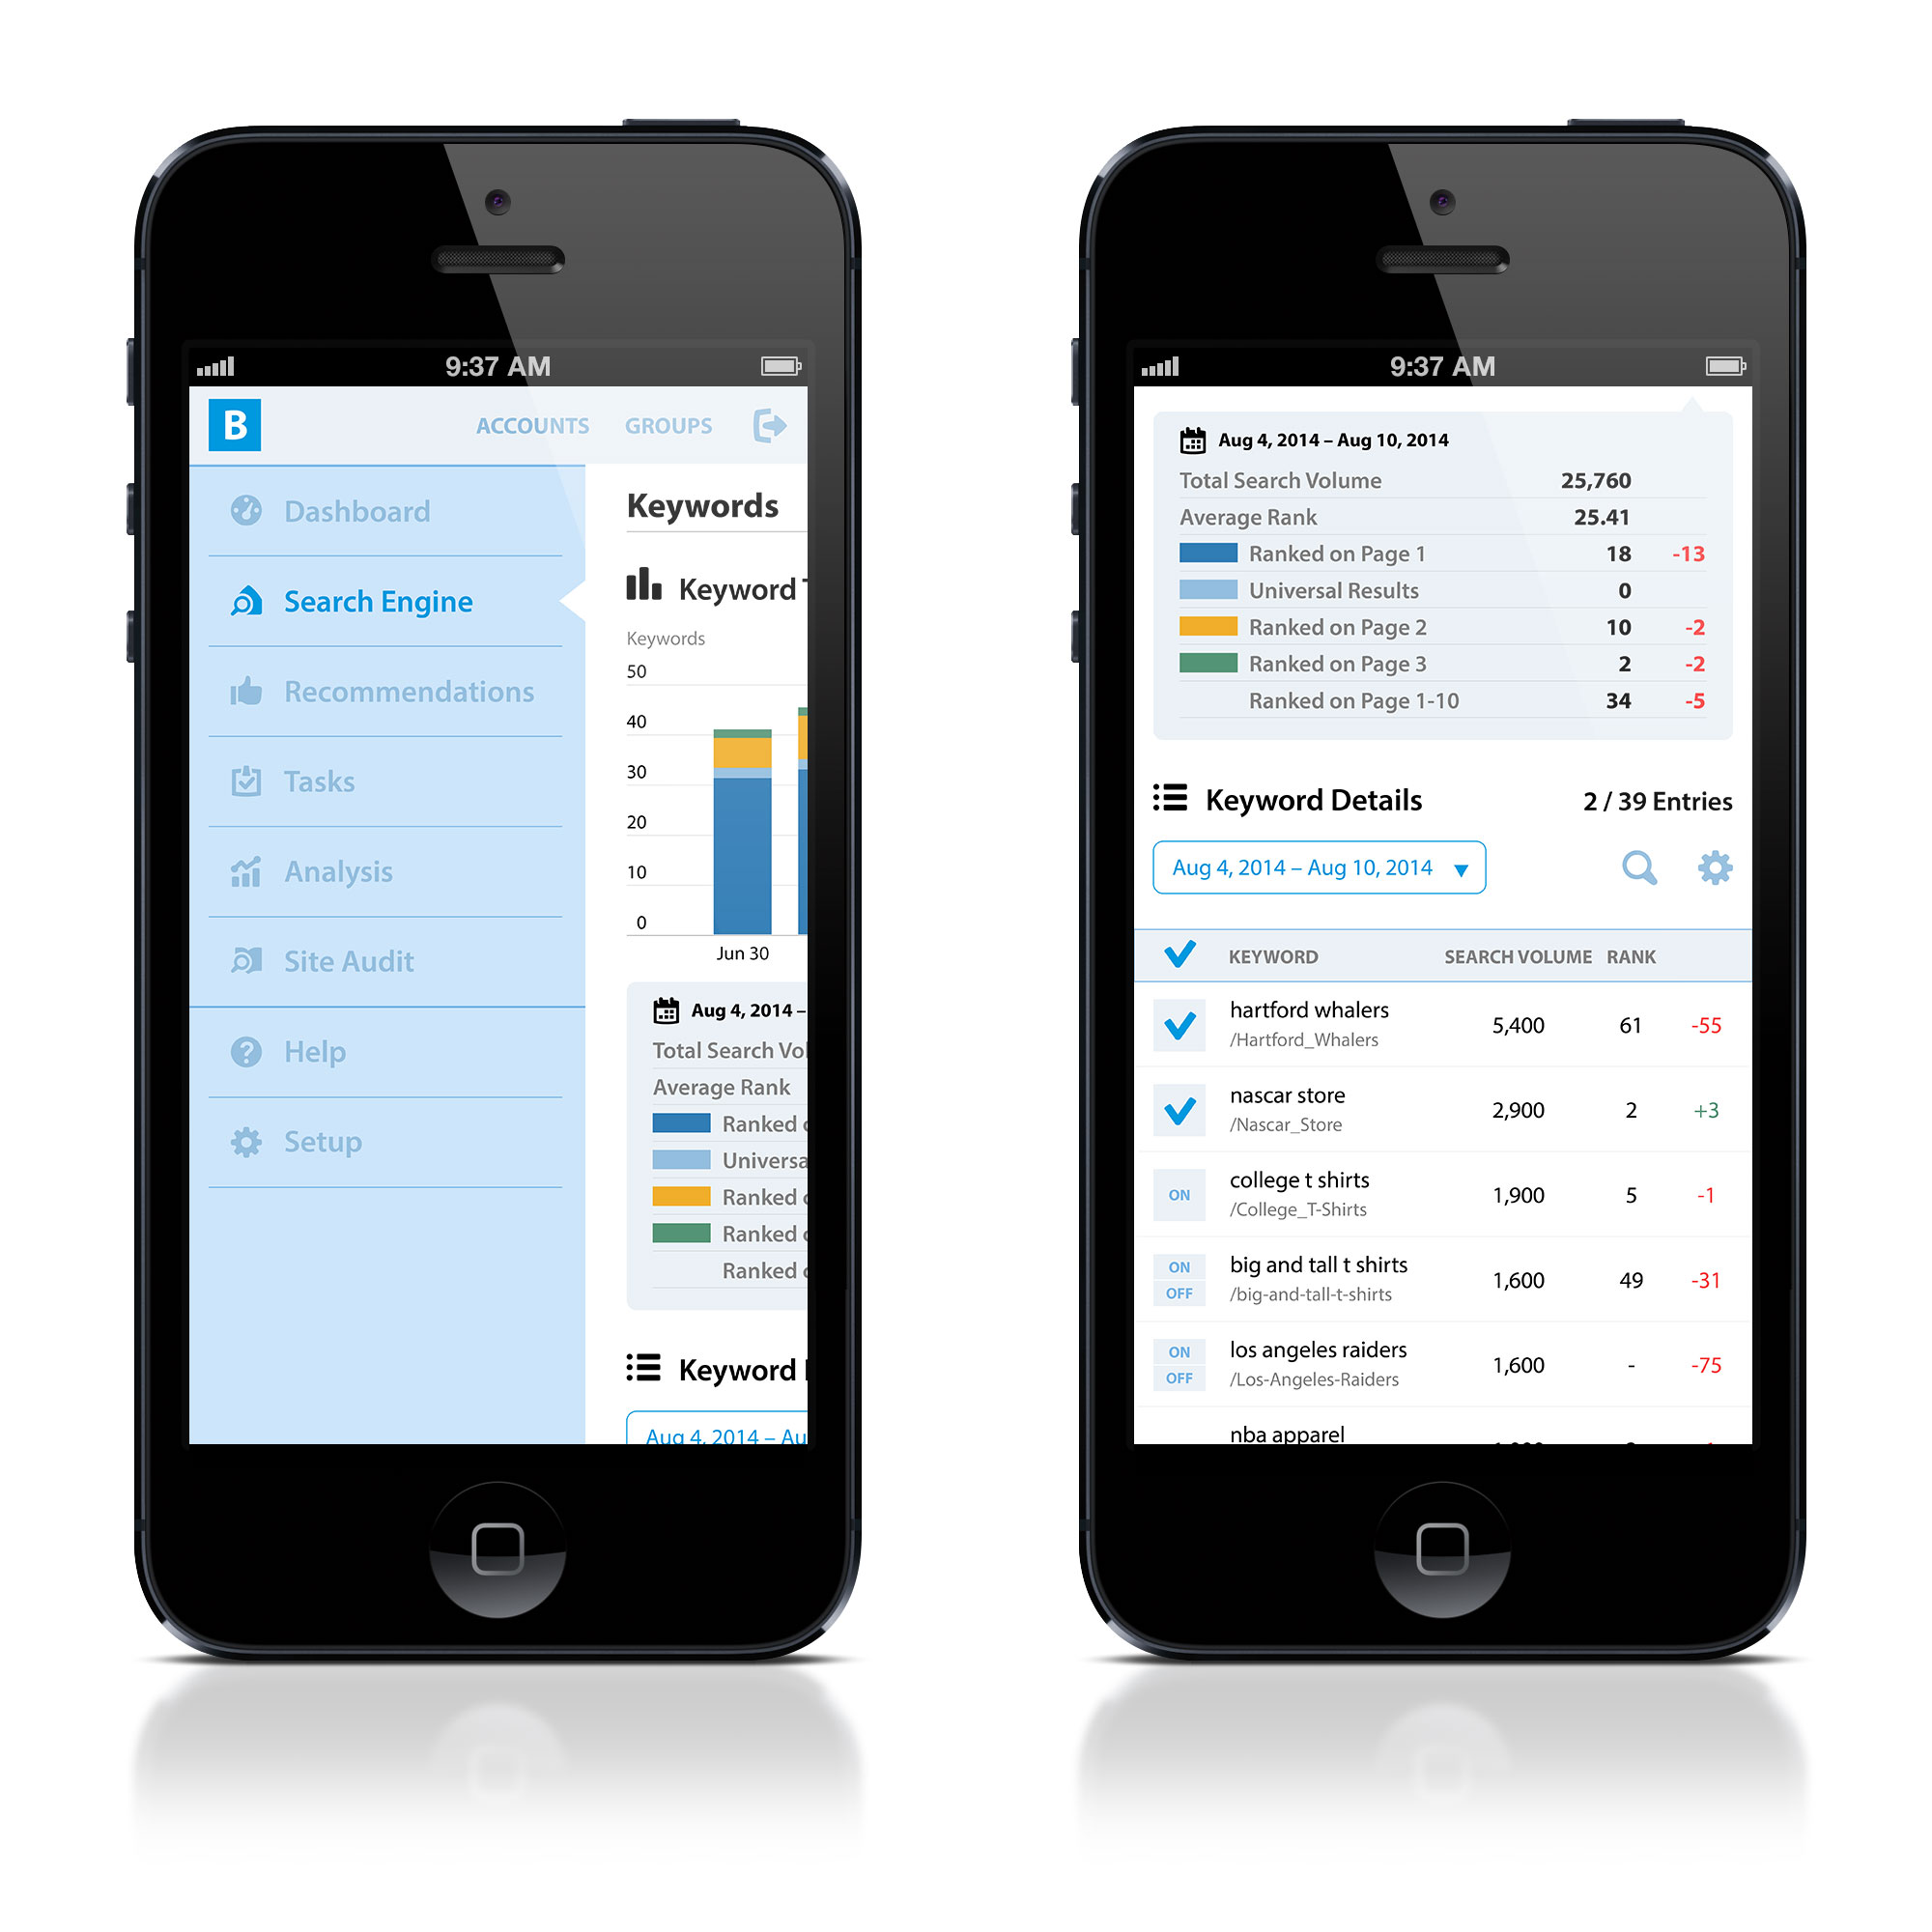 9:37 AM
B
ACCOUNTS GROUPS
Dashboard
Search Engine
Recommendations
Tasks
Analysis
Site Audit
Help
Setup
Keywords
Keyword
Keywords
50
40
30
20
10
0
Jun 30
Aug 4, 2014 –
Total Search Vol
Average Rank
Ranked
Universa
Ranked
Ranked
Ranked
Keyword
Aug 4, 2014 – Au
9:37 AM
Aug 4, 2014 – Aug 10, 2014
Total Search Volume 25,760
Average Rank 25.41
Ranked on Page 1 18 -13
Universal Results 0
Ranked on Page 2 10 -2
Ranked on Page 3 2 -2
Ranked on Page 1-10 34 -5
Keyword Details 2 / 39 Entries
Aug 4, 2014 – Aug 10, 2014
KEYWORD SEARCH VOLUME RANK
hartford whalers
/Hartford_Whalers
5,400 61 -55
nascar store
/Nascar_Store
2,900 2 +3
ON
college t shirts
/College_T-Shirts
1,900 5 -1
ON
OFF
big and tall t shirts
/big-and-tall-t-shirts
1,600 49 -31
ON
OFF
los angeles raiders
/Los-Angeles-Raiders
1,600 - -75
nba apparel